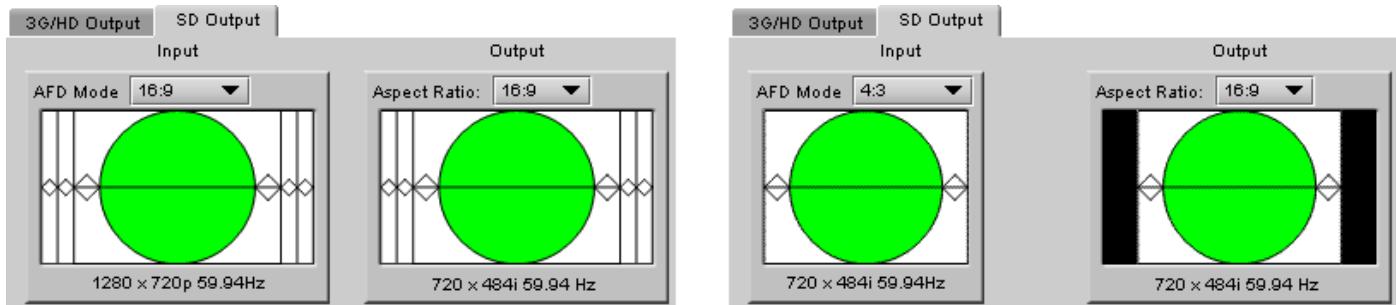 3G/HD Output SD Output
Input Output
AFD Mode 16:9
Aspect Ratio: 16:9
1280 x 720p 59.94Hz
720 x 484i 59.94 Hz
3G/HD Output SD Output
Input Output
AFD Mode 4:3
Aspect Ratio: 16:9
720 x 484i 59.94Hz
720 x 484i 59.94 Hz